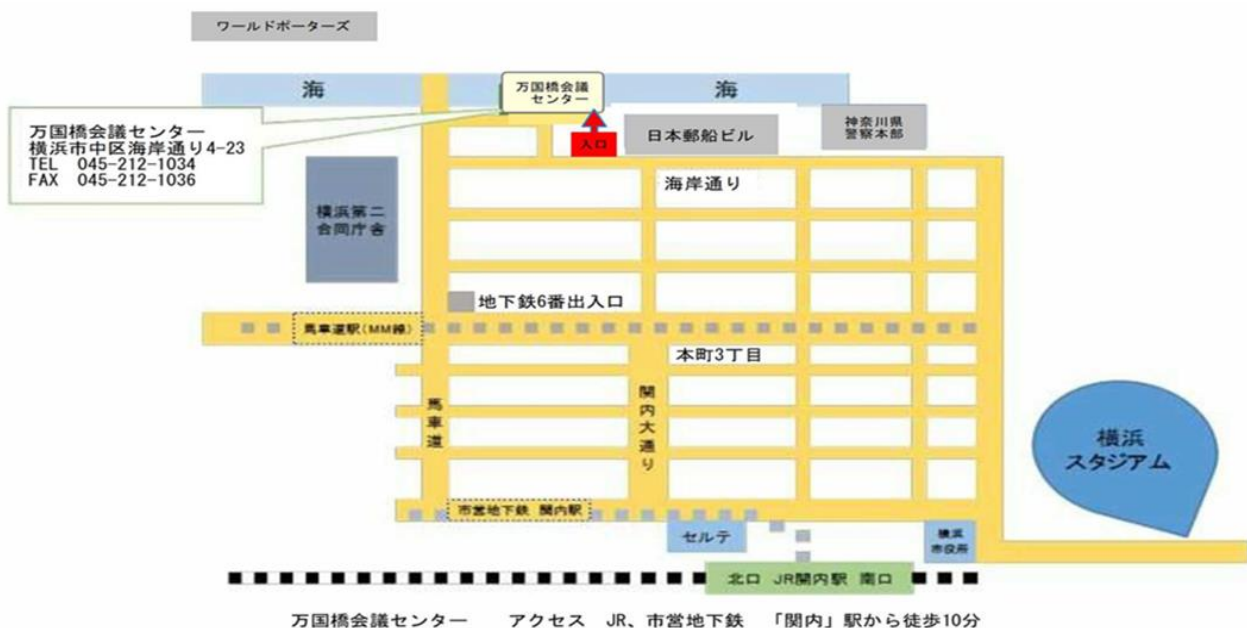 ワールドポーターズ
海
万国橋会議
センター
海
万国橋会議センター
横浜市中区海岸通り4-23
TEL 045-212-1034
FAX 045-212-1036
入口
日本郵船ビル
神奈川県
警察本部
海岸通り
横浜第二
合同庁舎
地下鉄6番出入口
馬車道駅(MM線)
本町3丁目
馬車道
関内大通り
横浜
スタジアム
市営地下鉄 関内駅
セルテ
横浜
市役所
北口 JR関内駅 南口
万国橋会議センター アクセス JR、市営地下鉄 「関内」駅から徒歩10分